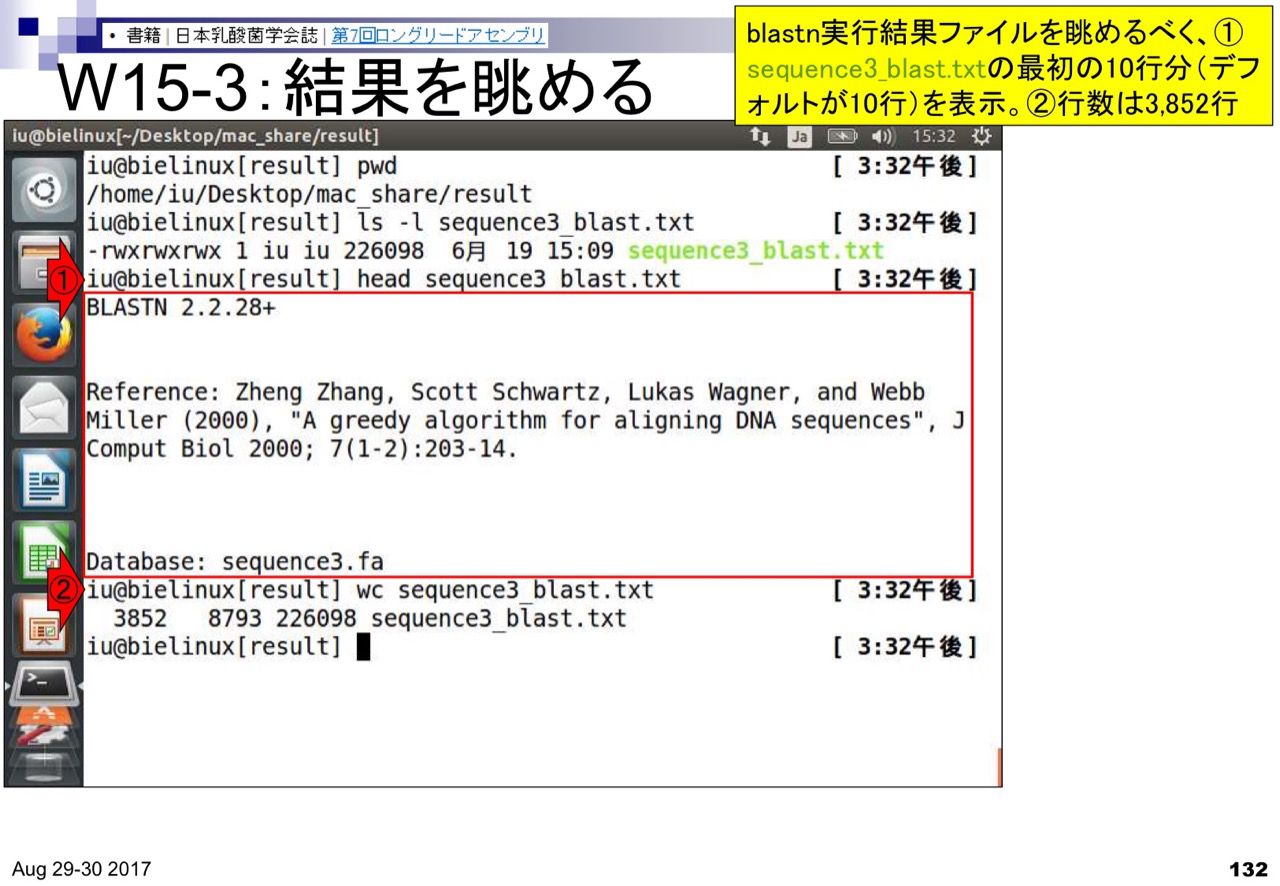 • 書籍 | 日本乳酸菌学会誌 | 第7回ロングリードアセンブリ
W15-3：結果を眺める
blastn実行結果ファイルを眺めるべく、①
sequence3_blast.txtの最初の10行分（デフ
ォルトが10行）を表示。②行数は3,852行
iu@bielinux[~/Desktop/mac_share/result] Ja 15:32
iu@bielinux[result] pwd [ 3:32午後]
/home/iu/Desktop/mac_share/result
iu@bielinux[result] ls -l sequence3_blast.txt [ 3:32午後]
-rwxrwxrwx 1 iu iu 226098 6月 19 15:09 sequence3_blast.txt
① iu@bielinux[result] head sequence3_blast.txt [ 3:32午後]
BLASTN 2.2.28+
Reference: Zheng Zhang, Scott Schwartz, Lukas Wagner, and Webb
Miller (2000), "A greedy algorithm for aligning DNA sequences", J
Comput Biol 2000; 7(1-2):203-14.
Database: sequence3.fa
② iu@bielinux[result] wc sequence3_blast.txt [ 3:32午後]
3852 8793 226098 sequence3_blast.txt
iu@bielinux[result] [ 3:32午後]
Aug 29-30 2017
132